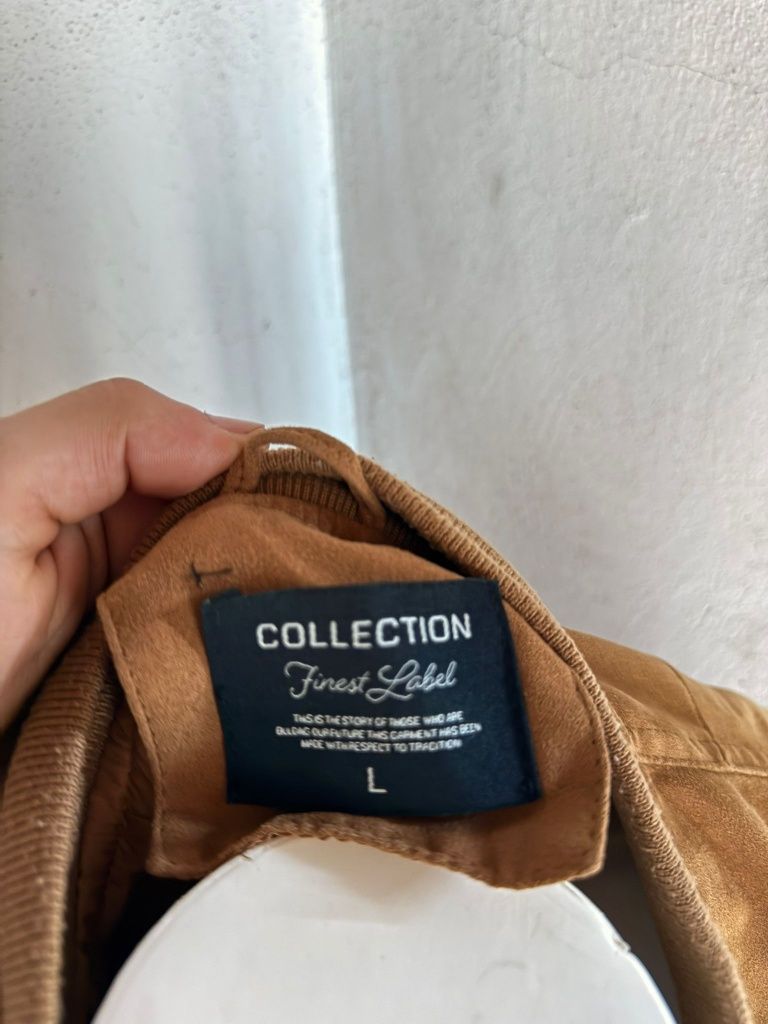 COLLECTION
Finest Label
THIS IS THE STORY OF THOSE WHO ARE
BULDING OUR FUTURE THIS GARMENT HAS BEEN
MADE WITH RESPECT TO TRADITION
L